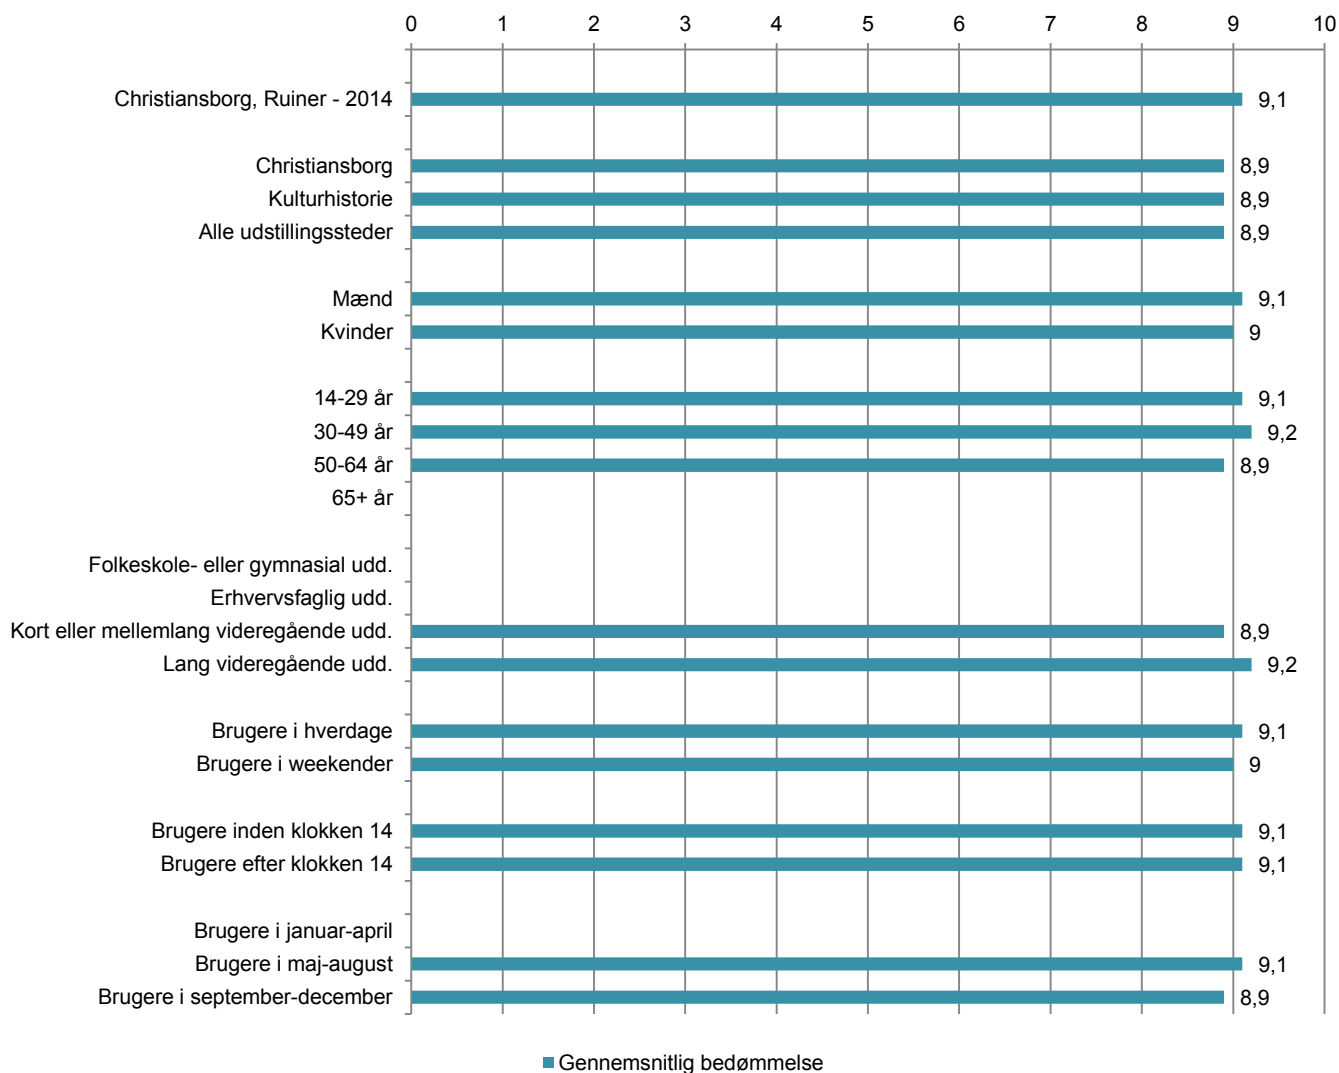 0 1 2 3 4 5 6 7 8 9 10
Christiansborg, Ruiner - 2014 9,1
Christiansborg 8,9
Kulturhistorie 8,9
Alle udstillingssteder 8,9
Mænd 9,1
Kvinder 9
14-29 år 9,1
30-49 år 9,2
50-64 år 8,9
65+ år
Folkeskole- eller gymnasial udd.
Erhvervsfaglig udd.
Kort eller mellemlang videregående udd. 8,9
Lang videregående udd. 9,2
Brugere i hverdage 9,1
Brugere i weekender 9
Brugere inden klokken 14 9,1
Brugere efter klokken 14 9,1
Brugere i januar-april
Brugere i maj-august 9,1
Brugere i september-december 8,9
Gennemsnitlig bedømmelse